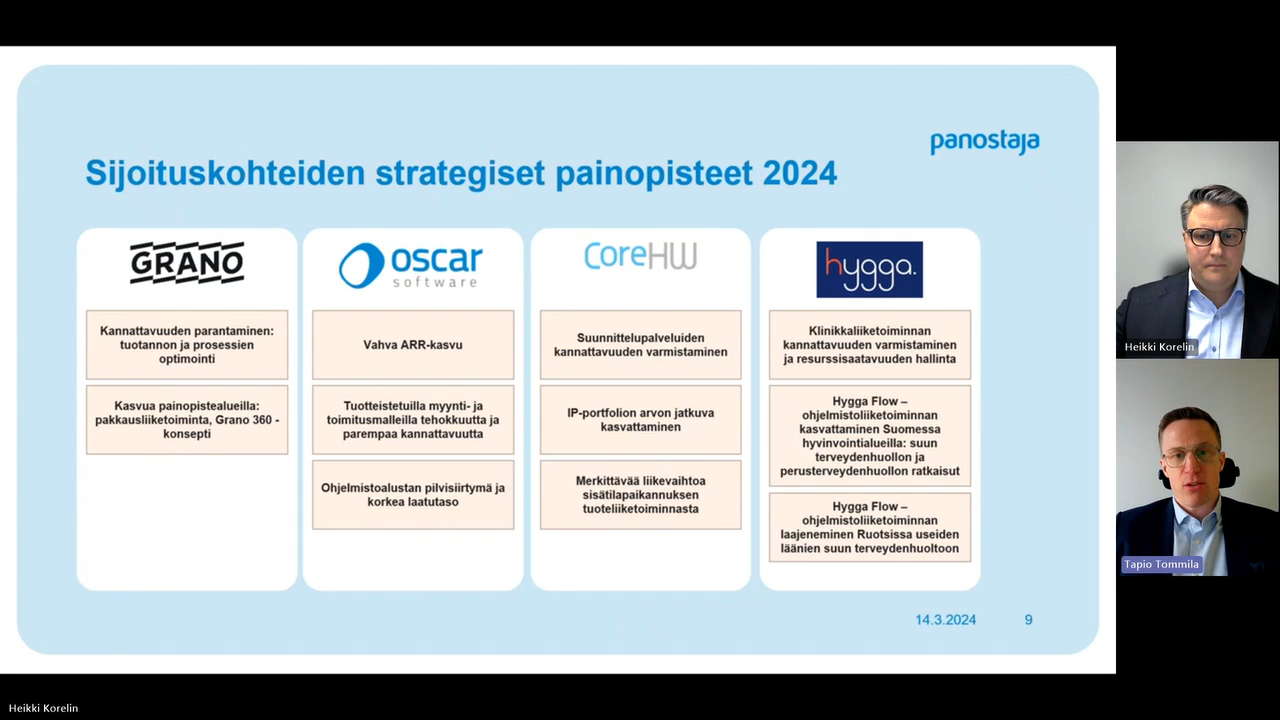 panostaja
Sijoituskohteiden strategiset painopisteet 2024
GRANO
Kannattavuuden parantaminen:
tuotannon ja prosessien
optimointi
Kasvua painopistealueilla:
pakkausliiketoiminta, Grano 360 -
konsepti
oscar
software
Vahva ARR-kasvu
Tuotteistetuilla myynti- ja
toimitusmalleilla tehokkuutta ja
parempaa kannattavuutta
Ohjelmistoalustan pilvisiirtymä ja
korkea laatutaso
CoreHW
Suunnittelupalveluiden
kannattavuuden varmistaminen
IP-portfolion arvon jatkuva
kasvattaminen
Merkittävää liikevaihtoa
sisätilapaikannuksen
tuoteliiketoiminnasta
hygga.
Klinikkaliiketoiminnan
kannattavuuden varmistaminen
ja resurssisaatavuuden hallinta
Hygga Flow –
ohjelmistoliiketoiminnan
kasvattaminen Suomessa
hyvinvointialueilla: suun
terveydenhuollon ja
perusterveydenhuollon ratkaisut
Hygga Flow –
ohjelmistoliiketoiminnan
laajeneminen Ruotsissa useiden
läänien suun terveydenhuoltoon
14.3.2024
9
Heikki Korelin
Tapio Tommila
Heikki Korelin